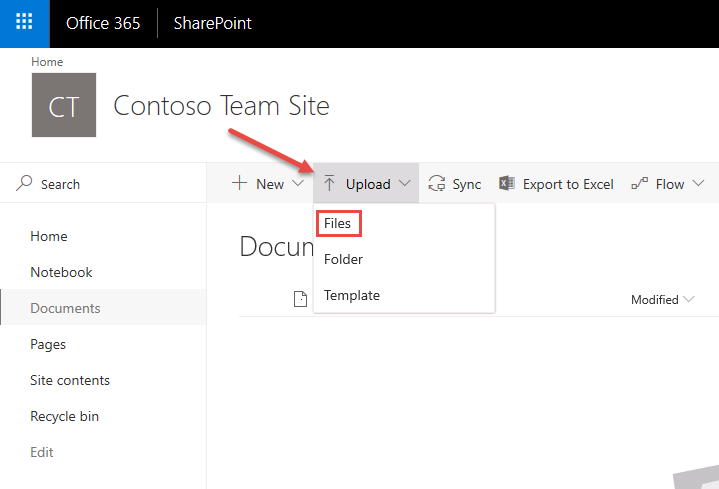 Office 365 SharePoint
Home
CT Contoso Team Site
Search
New Upload Sync Export to Excel Flow
Home
Notebook
Documents
Pages
Site contents
Recycle bin
Edit
Files
Folder
Template
Modified